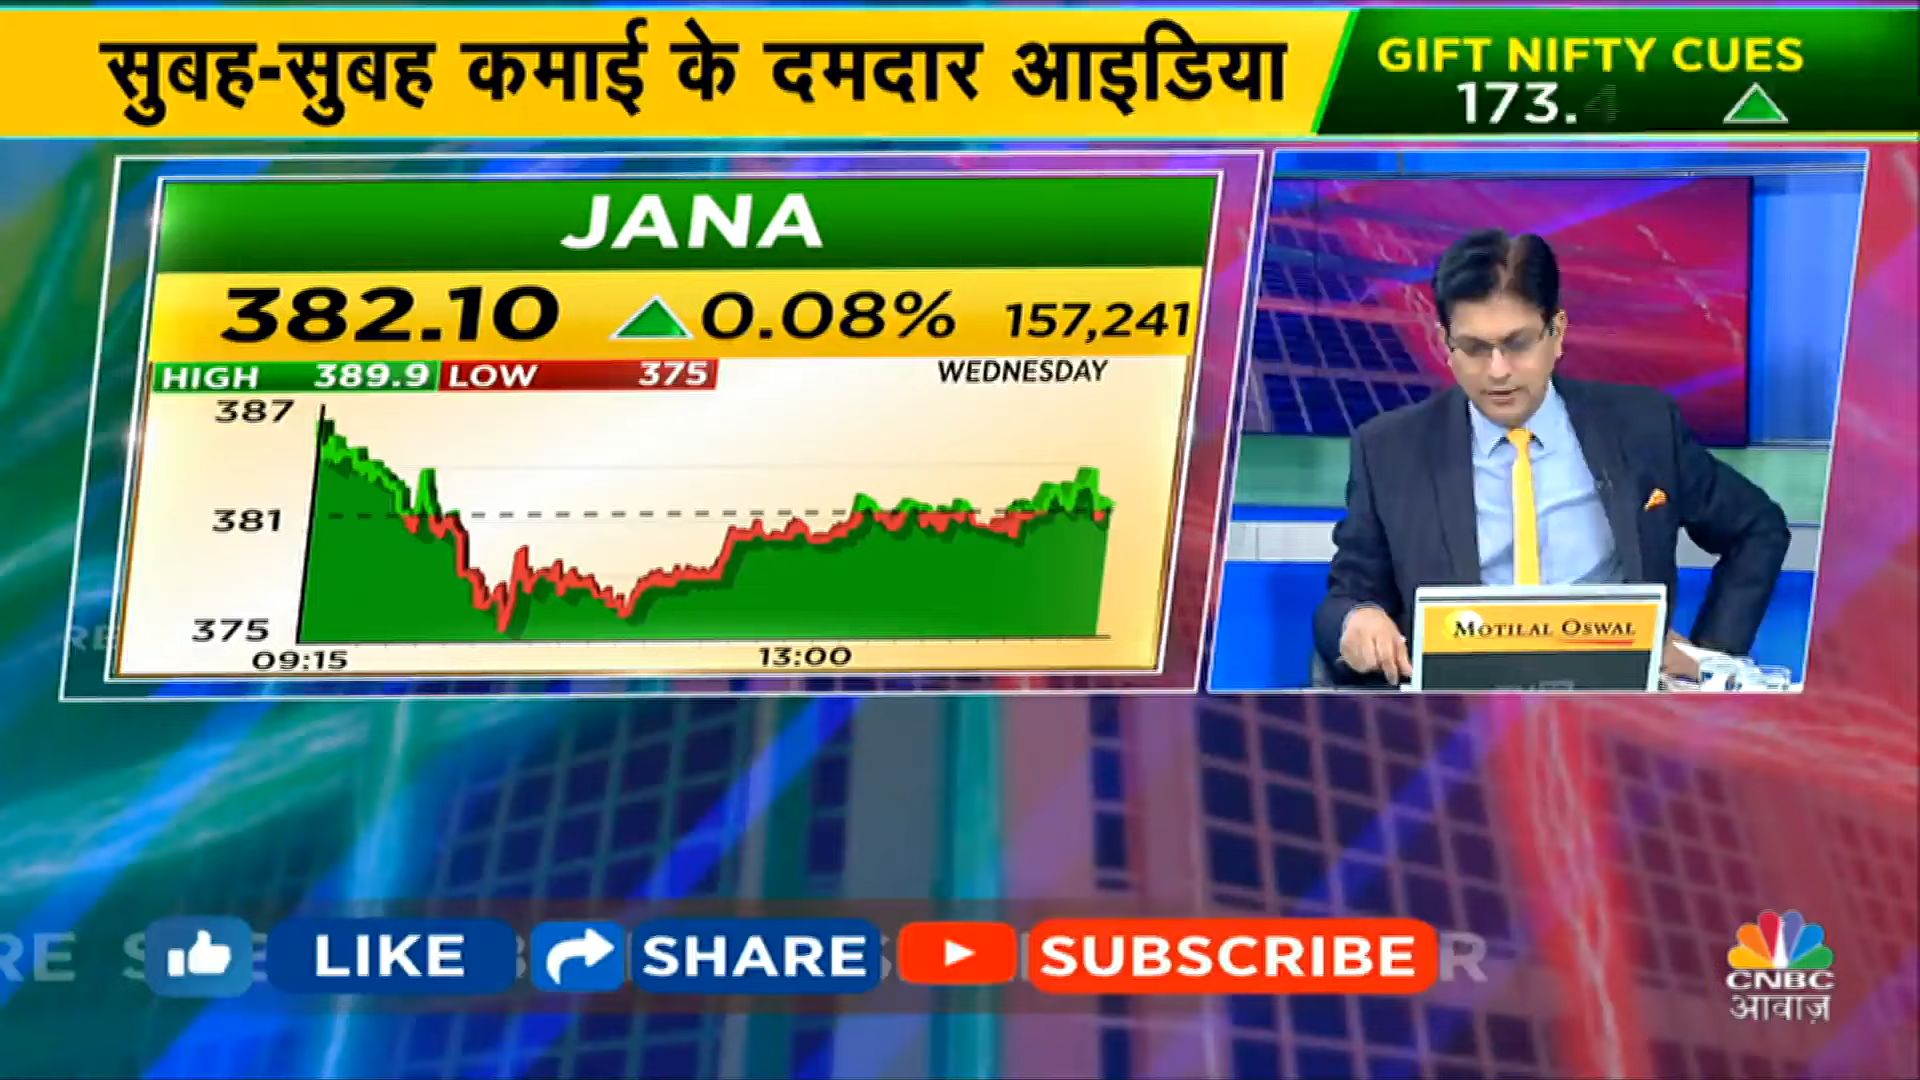 सुबह-सुबह कमाई के दमदार आइडिया
GIFT NIFTY CUES
173.
JANA
382.10 0.08% 157,241
HIGH 389.9 LOW 375 WEDNESDAY
387
381
375
09:15 13:00
MOTILAL OSWAL
LIKE SHARE SUBSCRIBE
CNBC
आवाज़